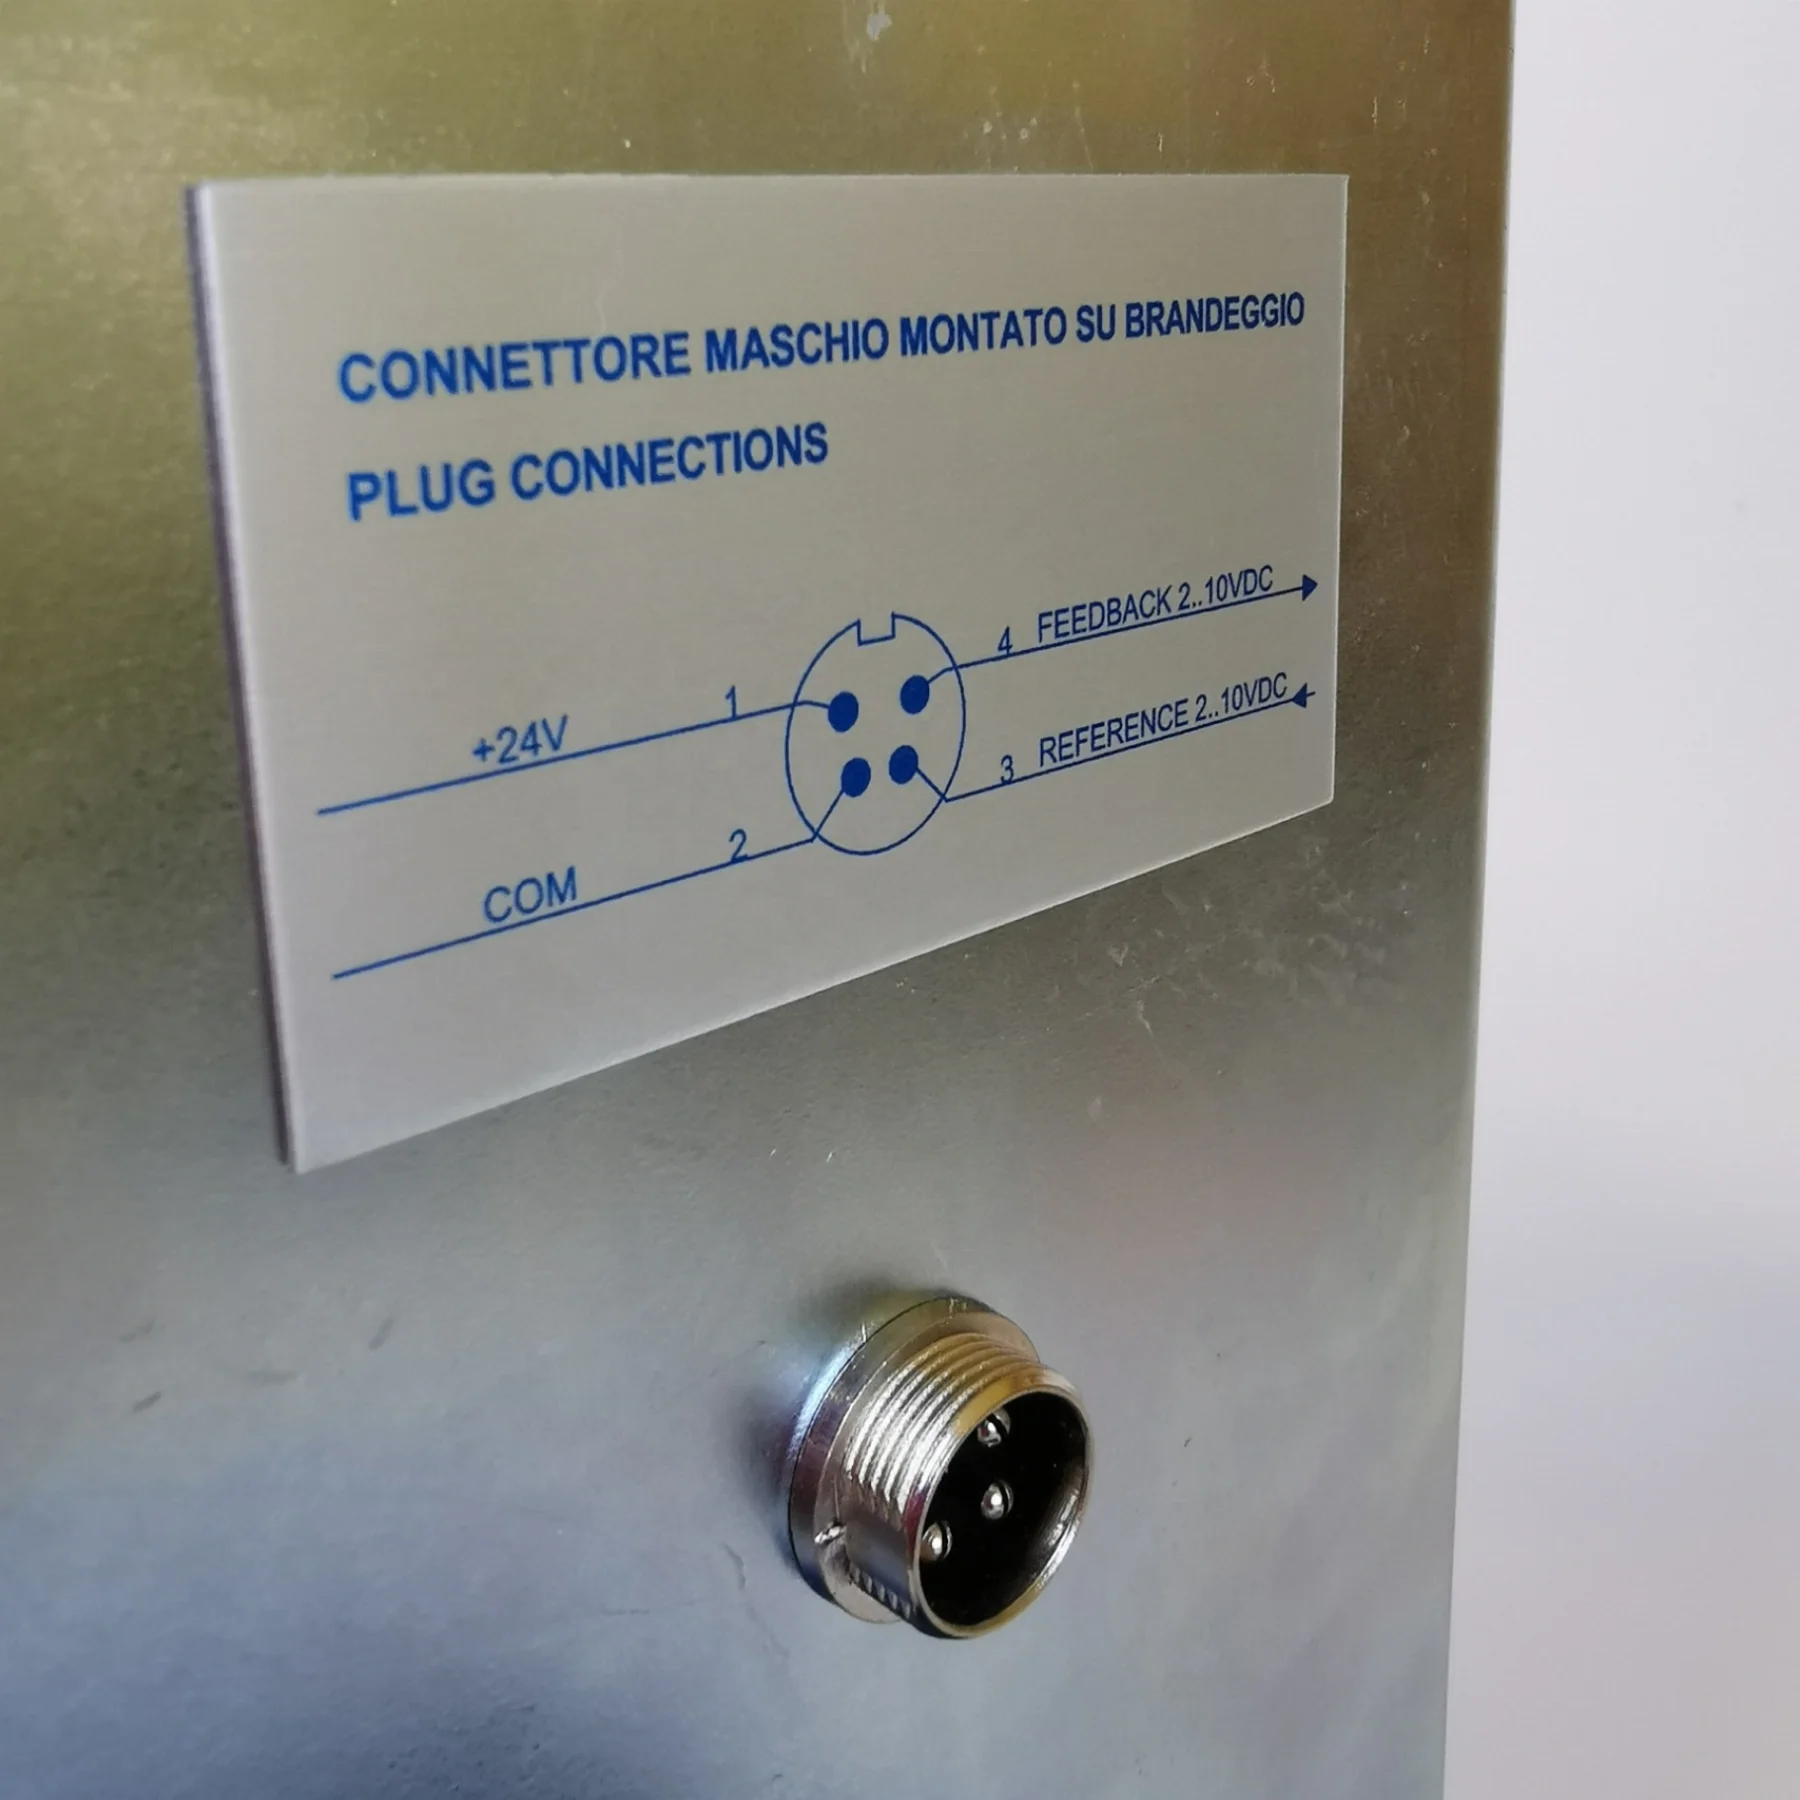 CONNETTORE MASCHIO MONTATO SU BRANDEGGIO
PLUG CONNECTIONS
4 FEEDBACK 2..10VDC
+24V 1
3 REFERENCE 2..10VDC
COM 2